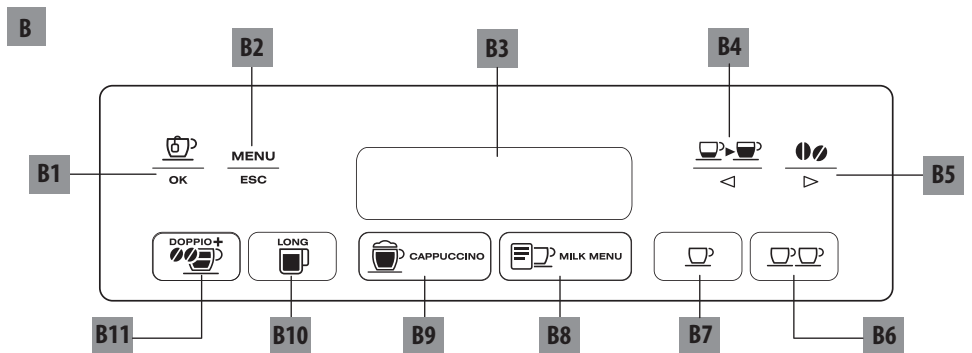 B
B2
B3
B4
B1
MENU
OK
ESC
B5
DOPPIO+
LONG
CAPPUCCINO
MILK MENU
B11
B10
B9
B8
B7
B6